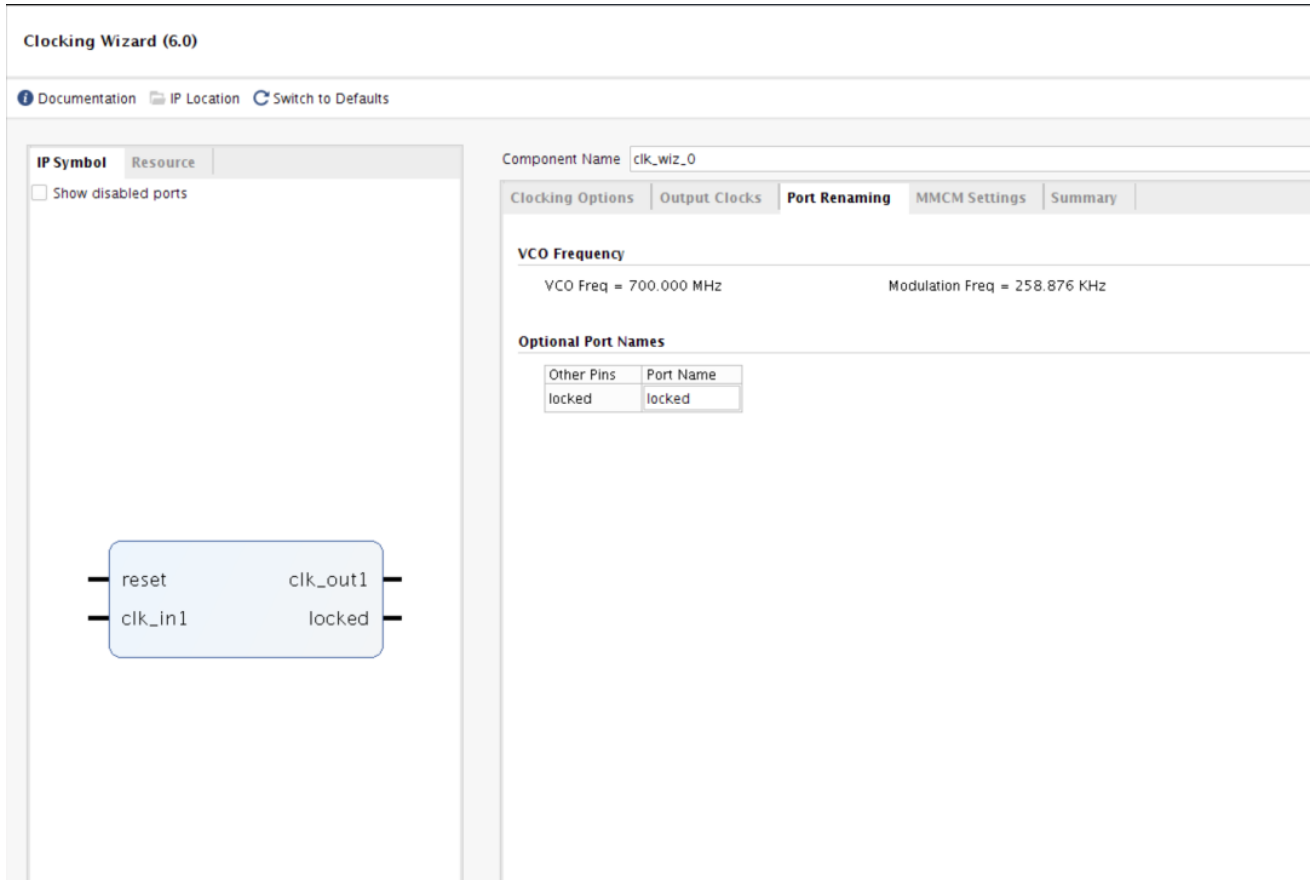 Clocking Wizard (6.0)
Documentation IP Location Switch to Defaults
IP Symbol Resource
Show disabled ports
reset clk_out1
clk_in1 locked
Component Name clk_wiz_0
Clocking Options Output Clocks Port Renaming MMCM Settings Summary
VCO Frequency
VCO Freq = 700.000 MHz Modulation Freq = 258.876 KHz
Optional Port Names
Other Pins Port Name
locked locked